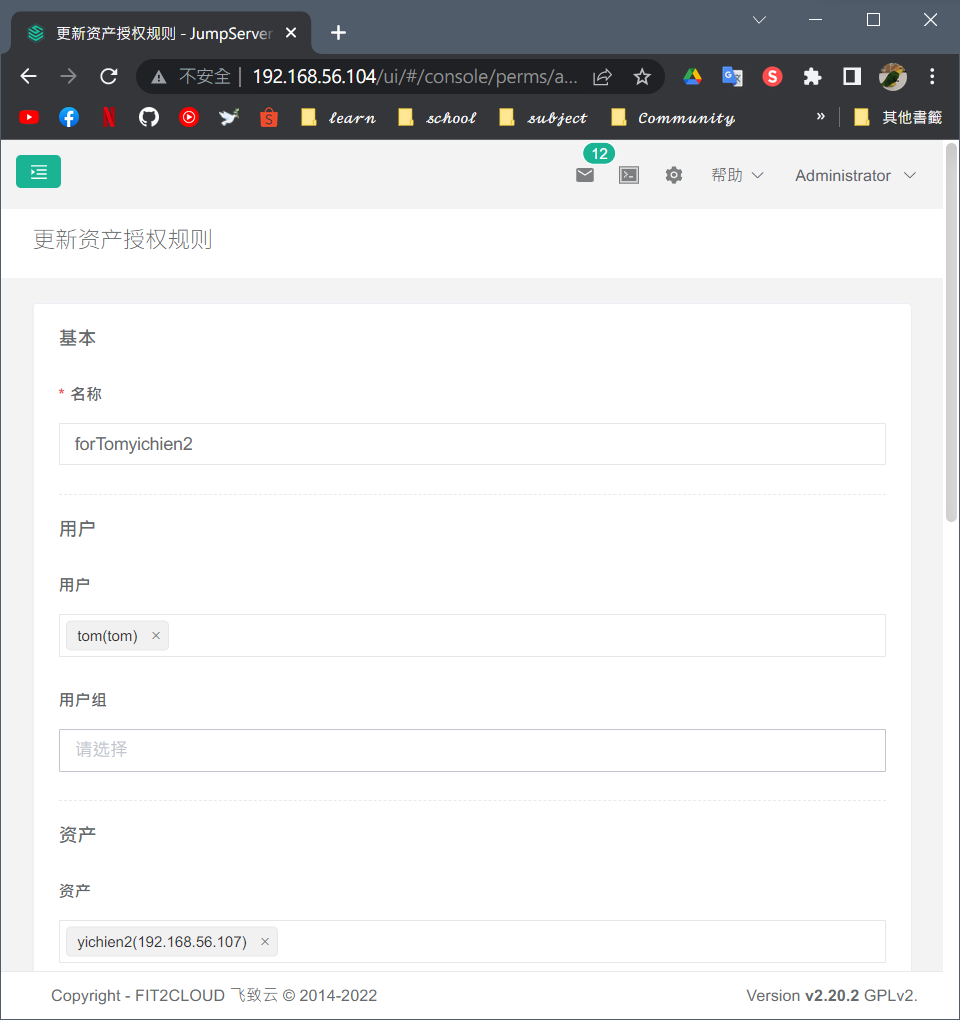 更新资产授权规则 - JumpServer
不安全 | 192.168.56.104/ui/#/console/perms/a...
learn school subject Community » 其他書籤
12
帮助 Administrator
更新资产授权规则
基本
* 名称
forTomyichien2
用户
用户
tom(tom) ×
用户组
请选择
资产
资产
yichien2(192.168.56.107) ×
Copyright - FIT2CLOUD 飞致云 © 2014-2022 Version v2.20.2 GPLv2.